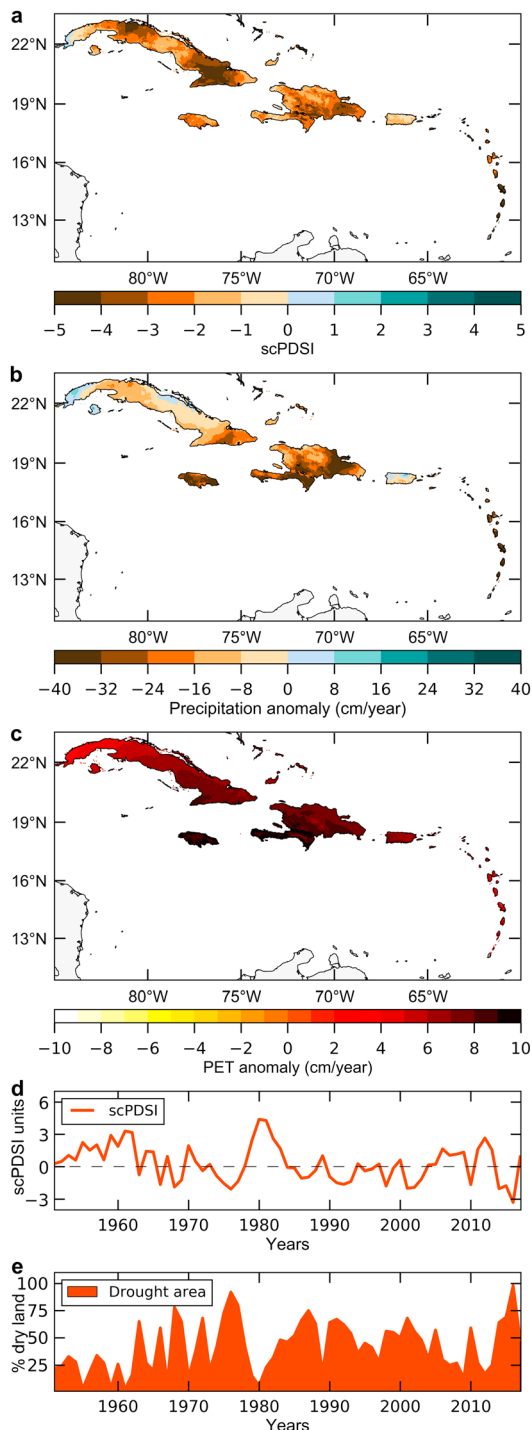 a
22°N
19°N
16°N
13°N
80°W 75°W 70°W 65°W
−5 −4 −3 −2 −1 0 1 2 3 4 5
scPDSI
b
22°N
19°N
16°N
13°N
80°W 75°W 70°W 65°W
−40 −32 −24 −16 −8 0 8 16 24 32 40
Precipitation anomaly (cm/year)
c
22°N
19°N
16°N
13°N
80°W 75°W 70°W 65°W
−10 −8 −6 −4 −2 0 2 4 6 8 10
PET anomaly (cm/year)
d
scPDSI units
6
3
0
−3
scPDSI
1960 1970 1980 1990 2000 2010
Years
e
% dry land
100
75
50
25
Drought area
1960 1970 1980 1990 2000 2010
Years